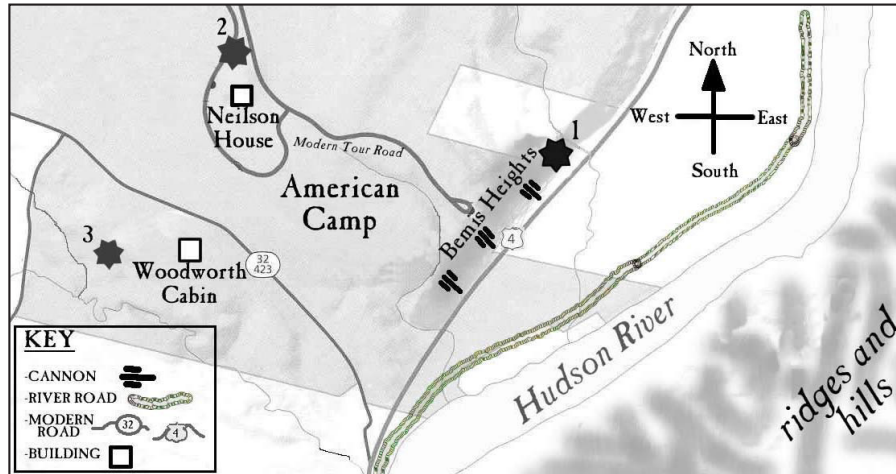 2
Neilson
House
Modern Tour Road
American
Camp
1
Bemis Heights
4
North
West
East
South
3
Woodworth
Cabin
32
423
Hudson River
ridges and
hills
KEY
-CANNON
-RIVER ROAD
-MODERN
ROAD
32
4
-BUILDING